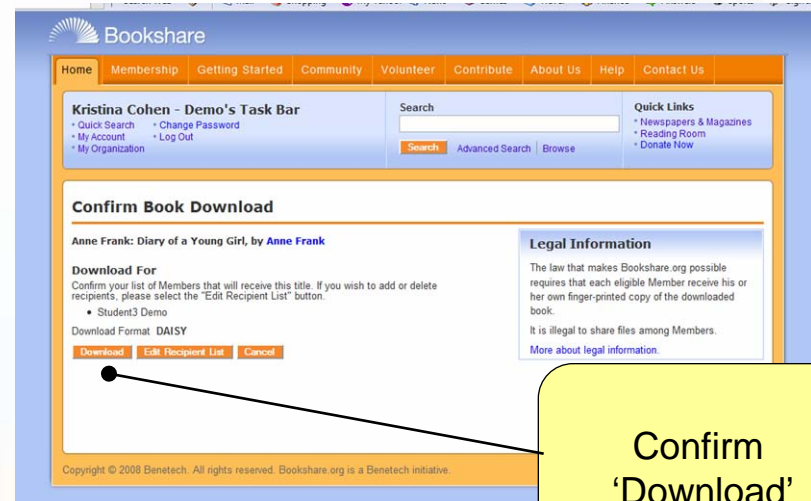 Bookshare
Home Membership Getting Started Community Volunteer Contribute About Us Help Contact Us
Kristina Cohen - Demo's Task Bar
• Quick Search • Change Password
• My Account • Log Out
• My Organization
Search
Search Advanced Search | Browse
Quick Links
• Newspapers & Magazines
• Reading Room
• Donate Now
Confirm Book Download
Anne Frank: Diary of a Young Girl, by Anne Frank
Download For
Confirm your list of Members that will receive this title. If you wish to add or delete
recipients, please select the "Edit Recipient List" button.
• Student3 Demo
Download Format DAISY
Download Edit Recipient List Cancel
Legal Information
The law that makes Bookshare.org possible
requires that each eligible Member receive his or
her own finger-printed copy of the downloaded
book.
It is illegal to share files among Members.
More about legal information.
Copyright © 2008 Benetech. All rights reserved. Bookshare.org is a Benetech initiative.
Confirm
'Download'